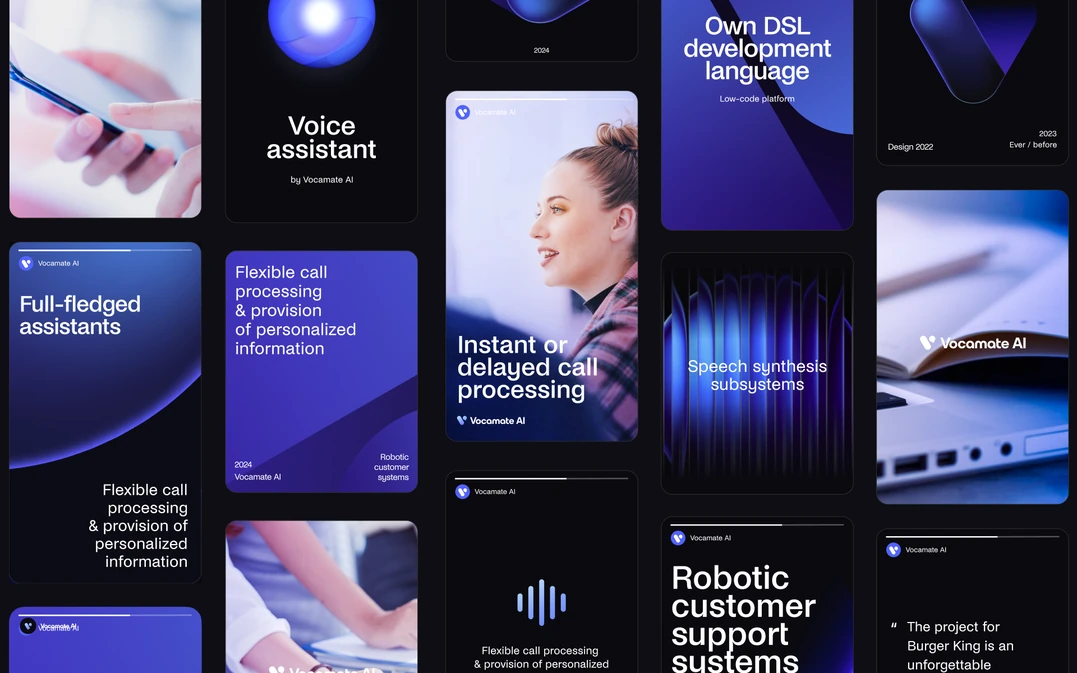 Voice
assistant
by Vocamate AI
2024
Own DSL
development
language
Low-code platform
Design 2022
2023
Ever / before
Vocamate AI
Full-fledged
assistants
Flexible call
processing
& provision of
personalized
information
Flexible call
processing
& provision
of personalized
information
2024
Vocamate AI
Robotic
customer
systems
Vocamate AI
Instant or
delayed call
processing
Vocamate AI
Speech synthesis
subsystems
Vocamate AI
Vocamate AI
Vocamate AI
Vocamate AI
Flexible call processing
& provision of personalized
Vocamate AI
Robotic
customer
support
systems
Vocamate AI
“ The project for
Burger King is an
unforgettable